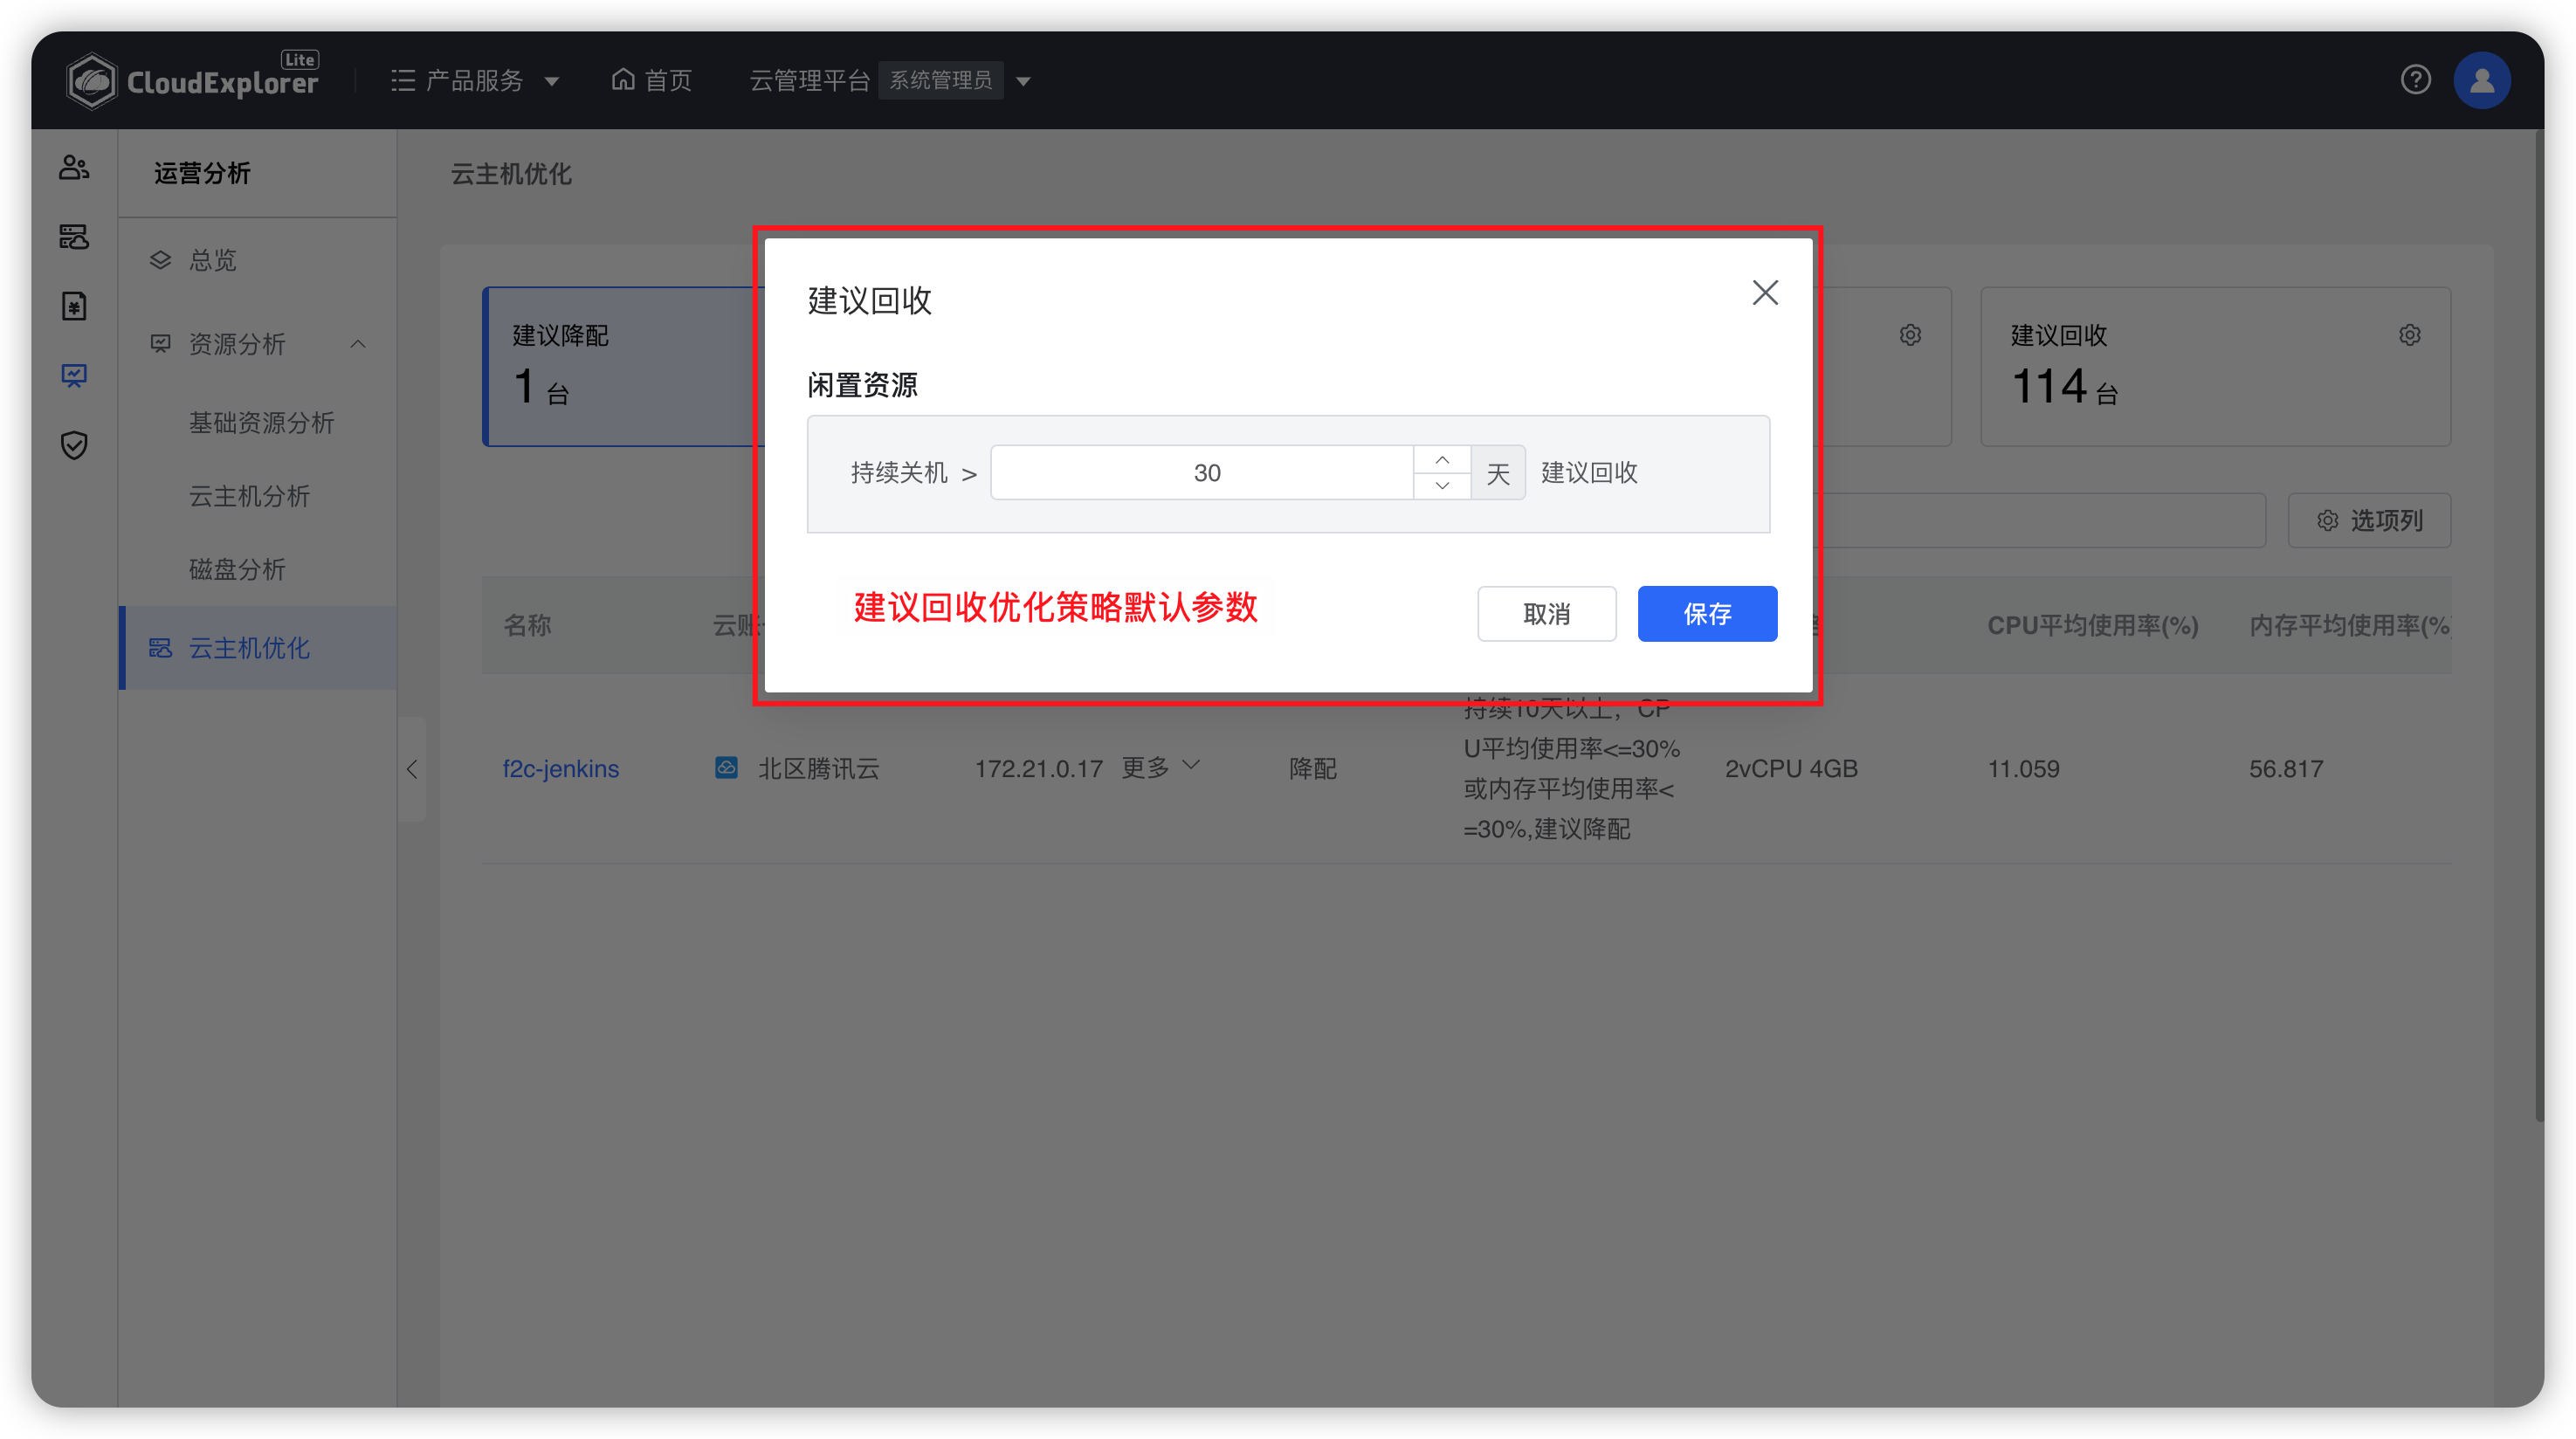 CloudExplorer Lite
产品服务
首页
云管理平台 系统管理员
运营分析
总览
资源分析
基础资源分析
云主机分析
磁盘分析
云主机优化
云主机优化
建议降配
1 台
建议回收
114 台
选项列
建议回收
闲置资源
持续关机 > 30 天 建议回收
建议回收优化策略默认参数
取消 保存
名称 云账 CPU平均使用率(%) 内存平均使用率(%)
f2c-jenkins 北区腾讯云 172.21.0.17 更多 降配
持续10天以上，CP
U平均使用率<=30%
或内存平均使用率<
=30%,建议降配
2vCPU 4GB 11.059 56.817